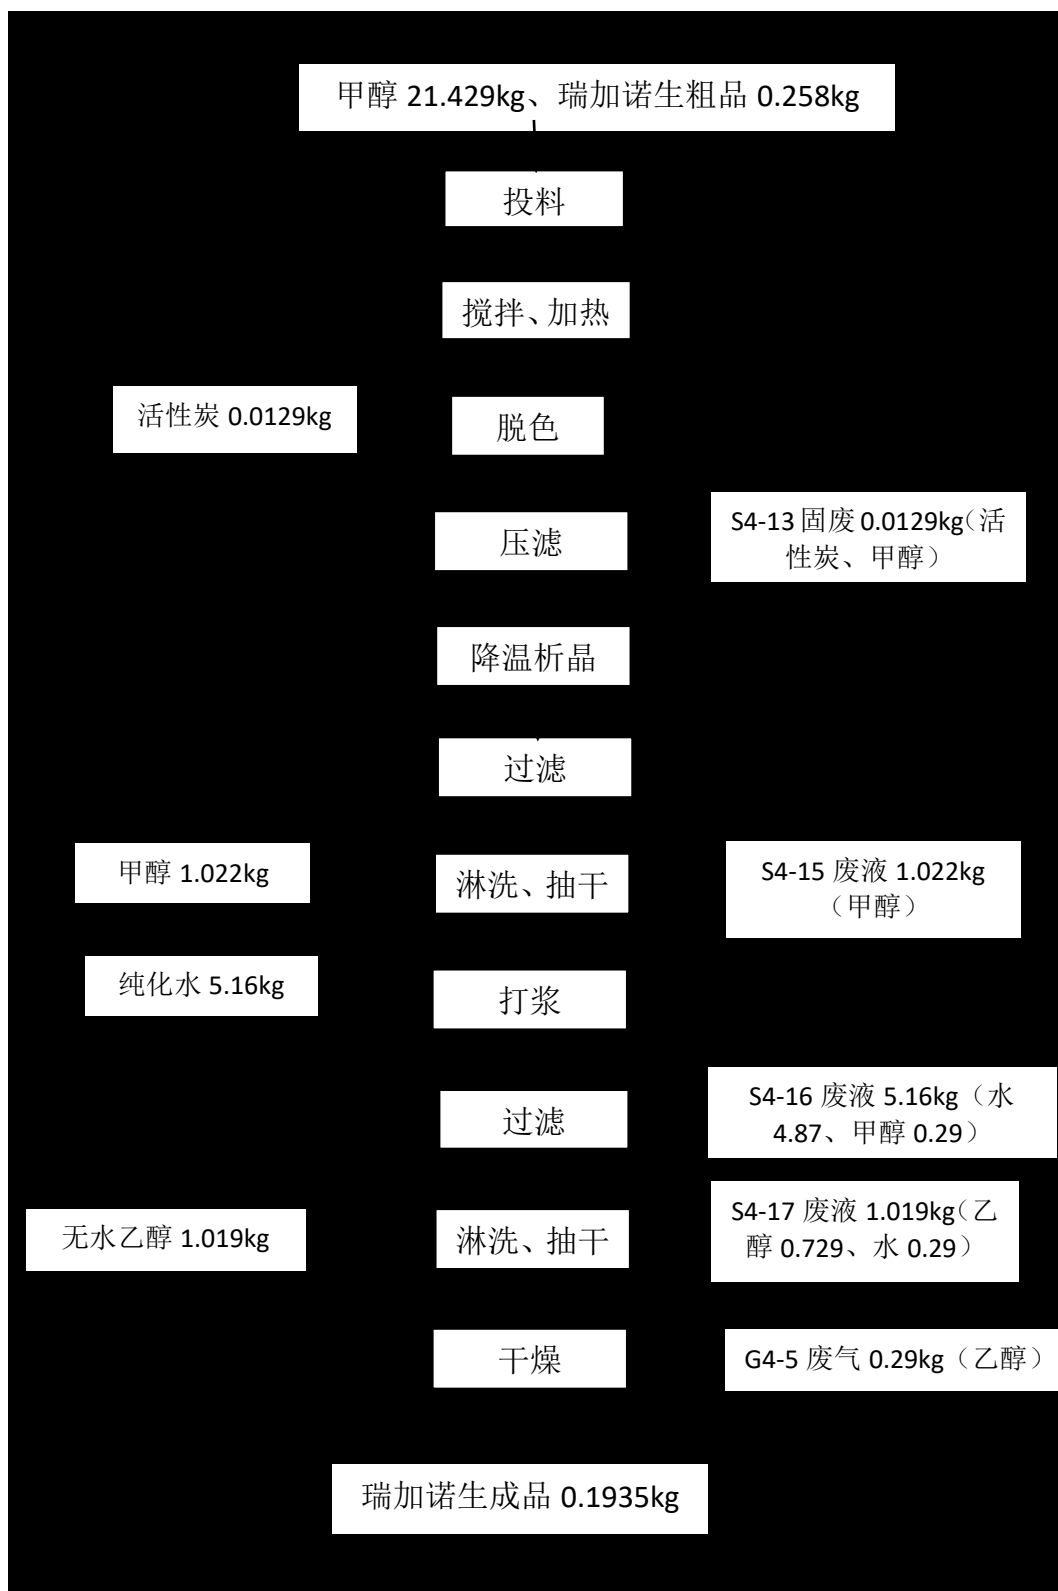 甲醇 21.429kg、瑞加诺生粗品 0.258kg
投料
搅拌、加热
活性炭 0.0129kg
脱色
压滤
S4-13 固废 0.0129kg（活
性炭、甲醇）
降温析晶
过滤
甲醇 1.022kg
淋洗、抽干
S4-15 废液 1.022kg
（甲醇）
纯化水 5.16kg
打浆
过滤
S4-16 废液 5.16kg（水
4.87、甲醇 0.29）
无水乙醇 1.019kg
淋洗、抽干
S4-17 废液 1.019kg（乙
醇 0.729、水 0.29）
干燥
G4-5 废气 0.29kg（乙醇）
瑞加诺生成品 0.1935kg